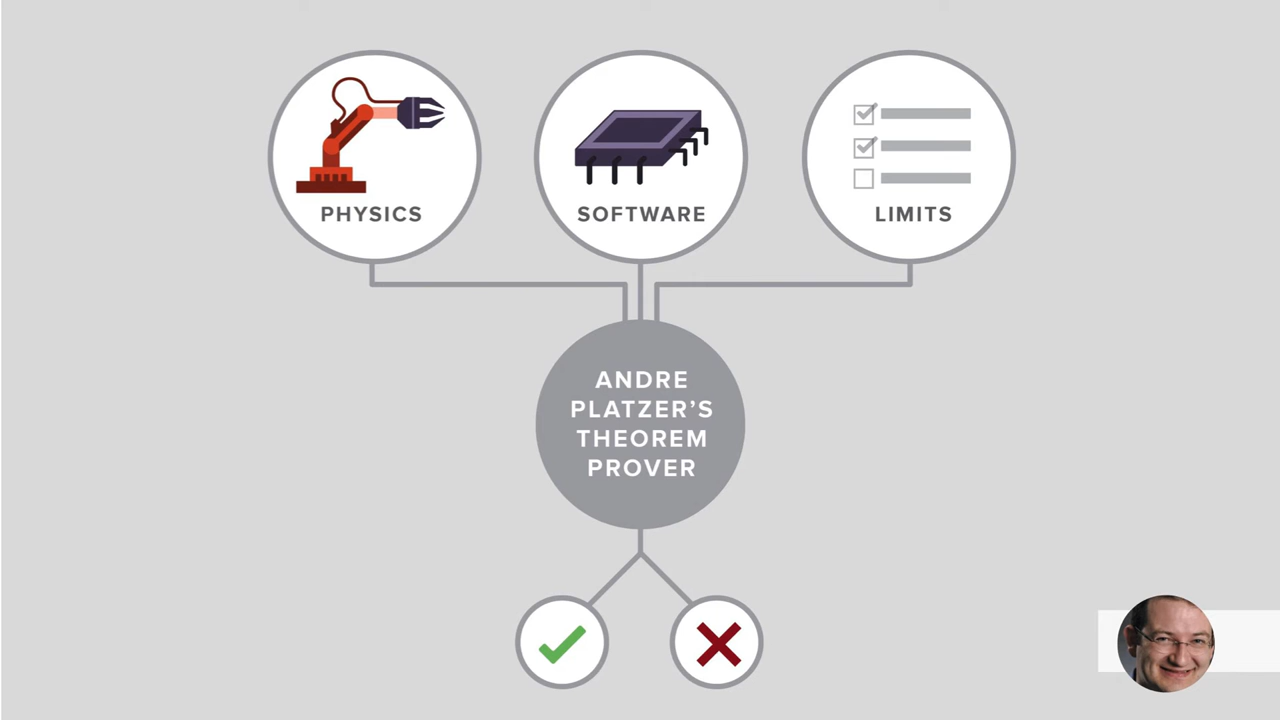 PHYSICS
SOFTWARE
LIMITS
ANDRE
PLATZER’S
THEOREM
PROVER